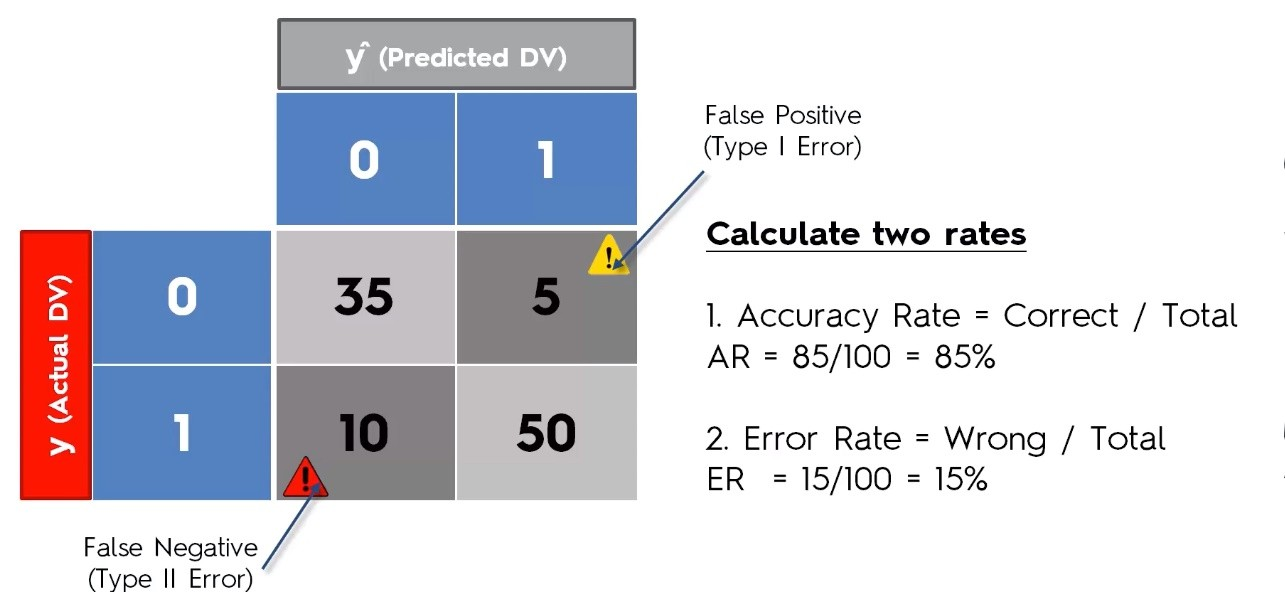 ŷ (Predicted DV)
0 1
False Positive
(Type I Error)
y (Actual DV)
0 35 5
1 10 50
False Negative
(Type II Error)
Calculate two rates
1. Accuracy Rate = Correct / Total
AR = 85/100 = 85%
2. Error Rate = Wrong / Total
ER = 15/100 = 15%